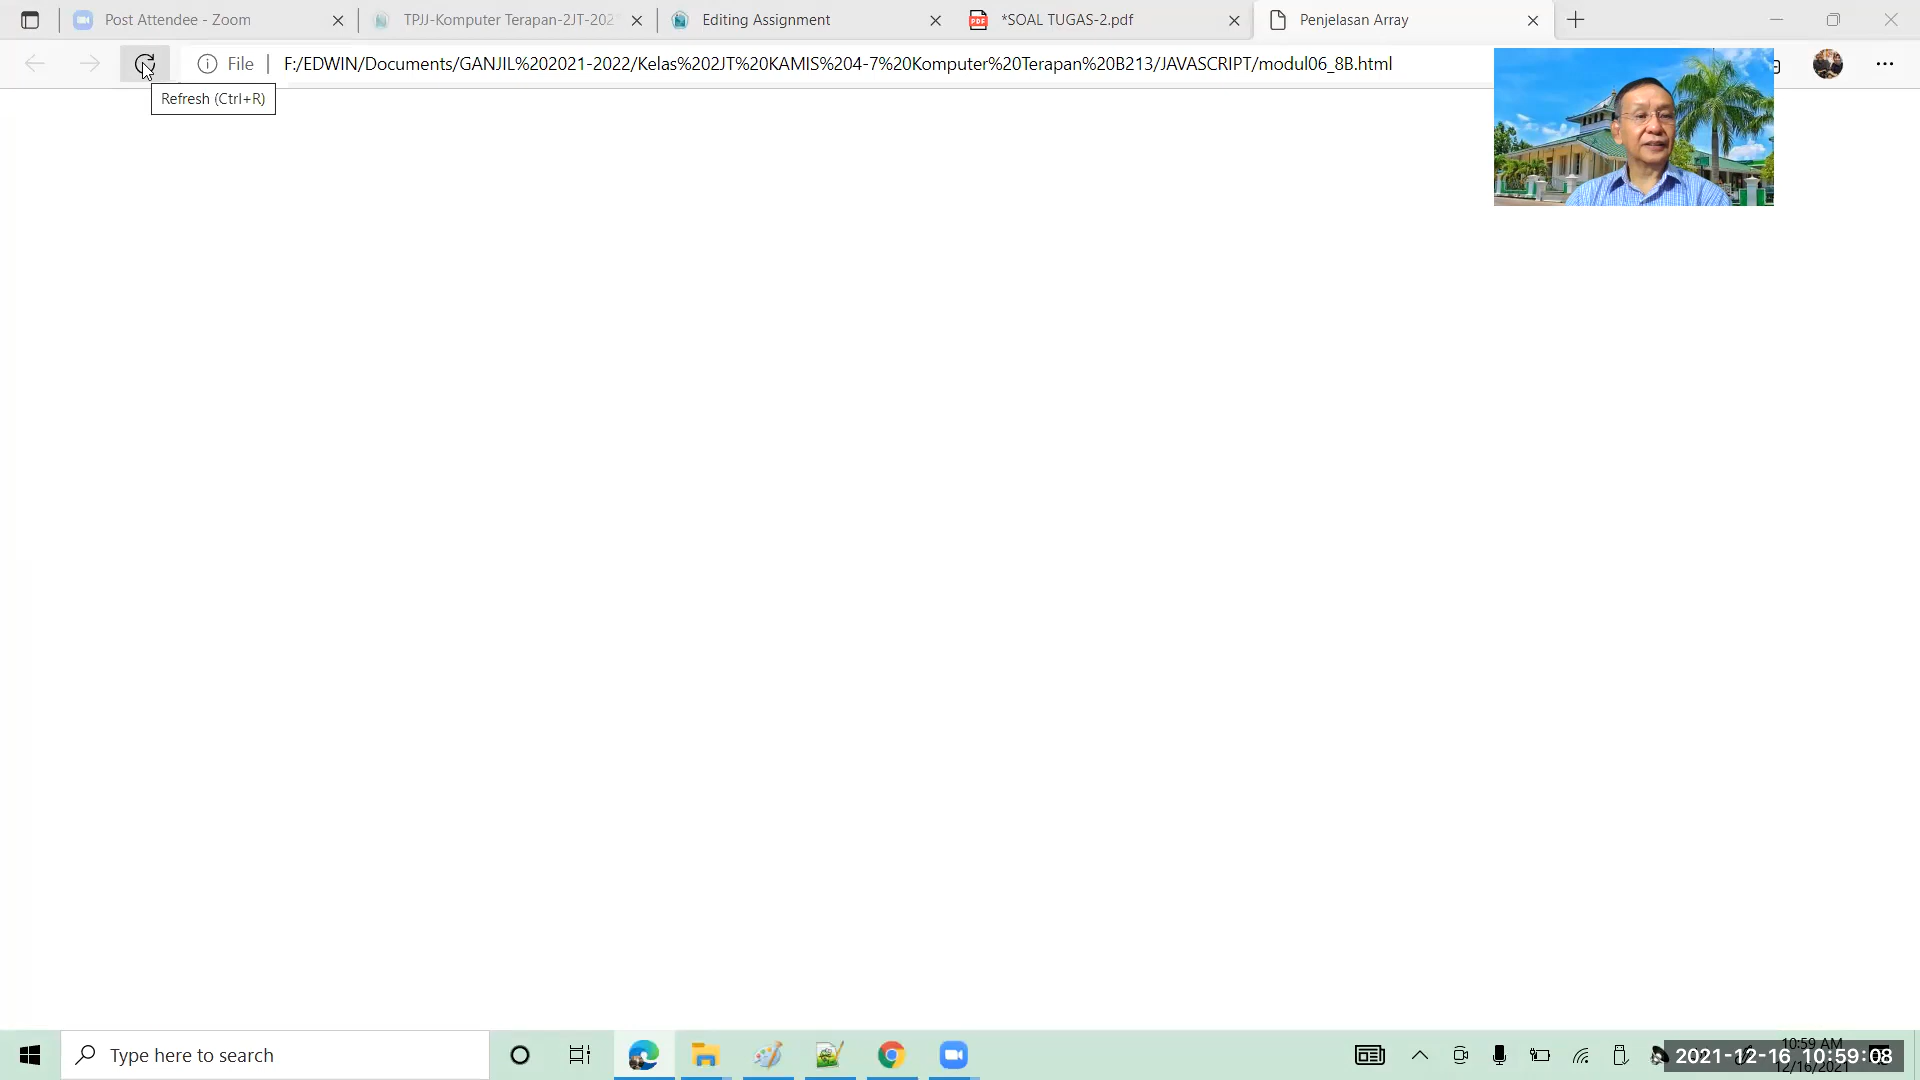 Post Attendee - Zoom
TPJJ-Komputer Terapan-2JT-202
Editing Assignment
*SOAL TUGAS-2.pdf
Penjelasan Array
File
F:/EDWIN/Documents/GANJIL%202021-2022/Kelas%202JT%20KAMIS%204-7%20Komputer%20Terapan%20B213/JAVASCRIPT/modul06_8B.html
Refresh (Ctrl+R)
Type here to search
10:59 AM
2021-12-16 10:59:08
12/16/2021